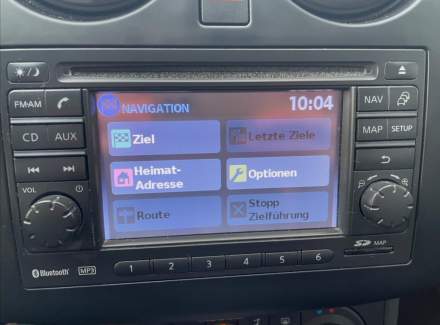 NAVIGATION 10:04
FM·AM NAV
CD AUX MAP SETUP
Ziel Letzte Ziele
Heimat-
Adresse
Optionen
Route
Stopp
Zielführung
VOL
Bluetooth MP3 1 2 3 4 5 6 SD MAP